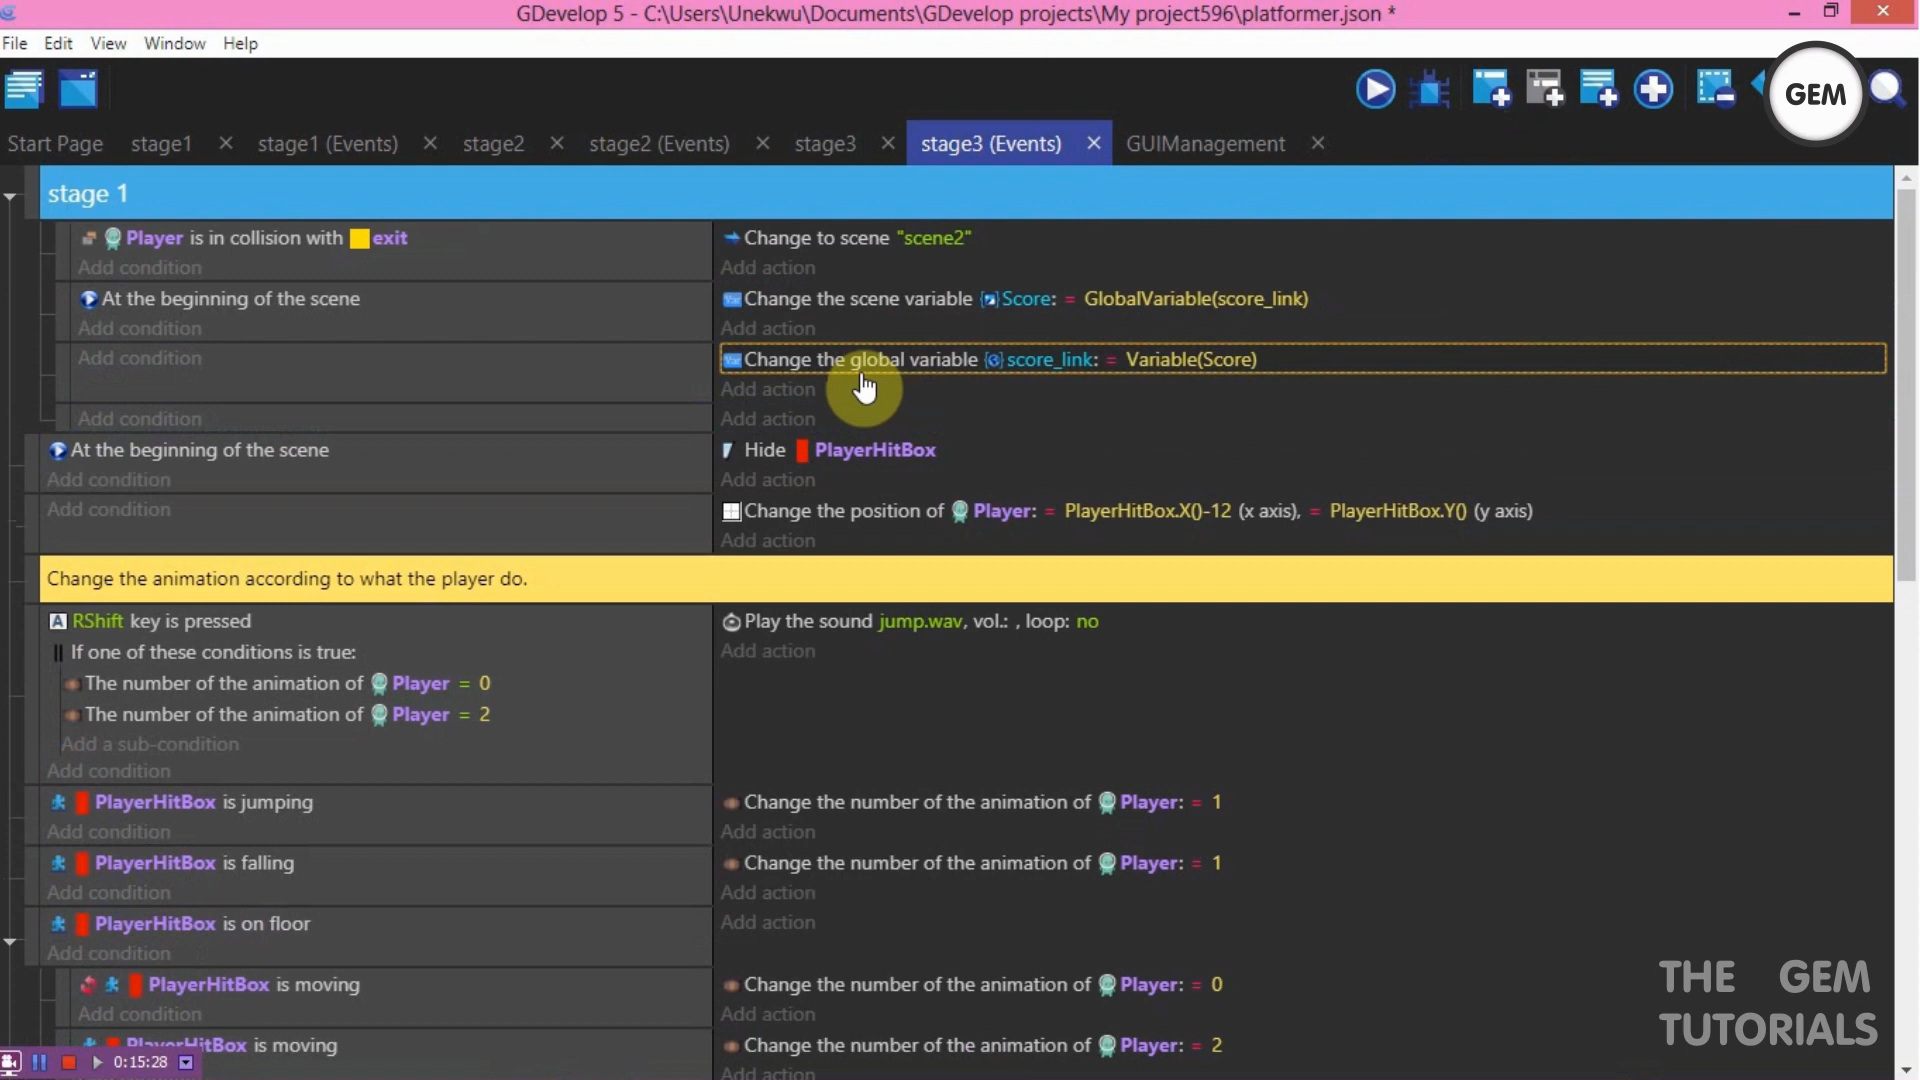 GDevelop 5 - C:\Users\Unekwu\Documents\GDevelop projects\My project596\platformer.json *
File Edit View Window Help
GEM
Start Page stage1 stage1 (Events) stage2 stage2 (Events) stage3 stage3 (Events) GUIManagement
stage 1
Player is in collision with exit Change to scene "scene2"
Add condition Add action
At the beginning of the scene Change the scene variable Score: = GlobalVariable(score_link)
Add condition Add action
Add condition Change the global variable score_link: = Variable(Score)
Add action
Add condition Add action
At the beginning of the scene Hide PlayerHitBox
Add condition Add action
Add condition Change the position of Player: = PlayerHitBox.X()-12 (x axis), = PlayerHitBox.Y() (y axis)
Add action
Change the animation according to what the player do.
RShift key is pressed Play the sound jump.wav, vol.: , loop: no
If one of these conditions is true: Add action
The number of the animation of Player = 0
The number of the animation of Player = 2
Add a sub-condition
Add condition
PlayerHitBox is jumping Change the number of the animation of Player: = 1
Add condition Add action
PlayerHitBox is falling Change the number of the animation of Player: = 1
Add condition Add action
PlayerHitBox is on floor Add action
Add condition
PlayerHitBox is moving Change the number of the animation of Player: = 0
Add condition Add action
PlayerHitBox is moving Change the number of the animation of Player: = 2
Add action
0:15:28
THE GEM
TUTORIALS